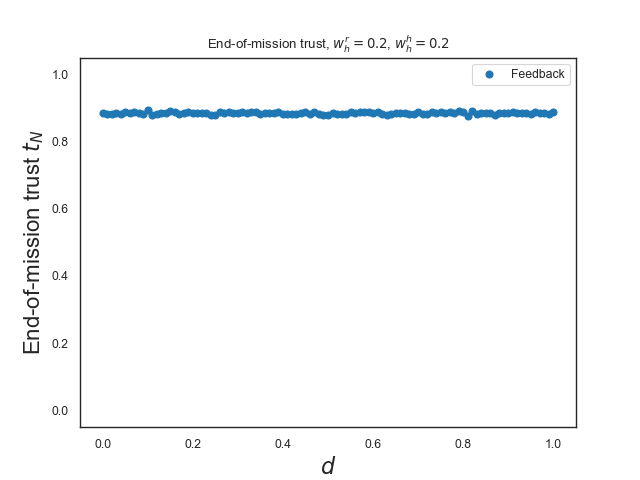 End-of-mission trust, $w_h^r = 0.2$, $w_h^h = 0.2$
1.0
Feedback
0.8
0.6
0.4
0.2
0.0
End-of-mission trust $t_N$
0.0 0.2 0.4 0.6 0.8 1.0
d